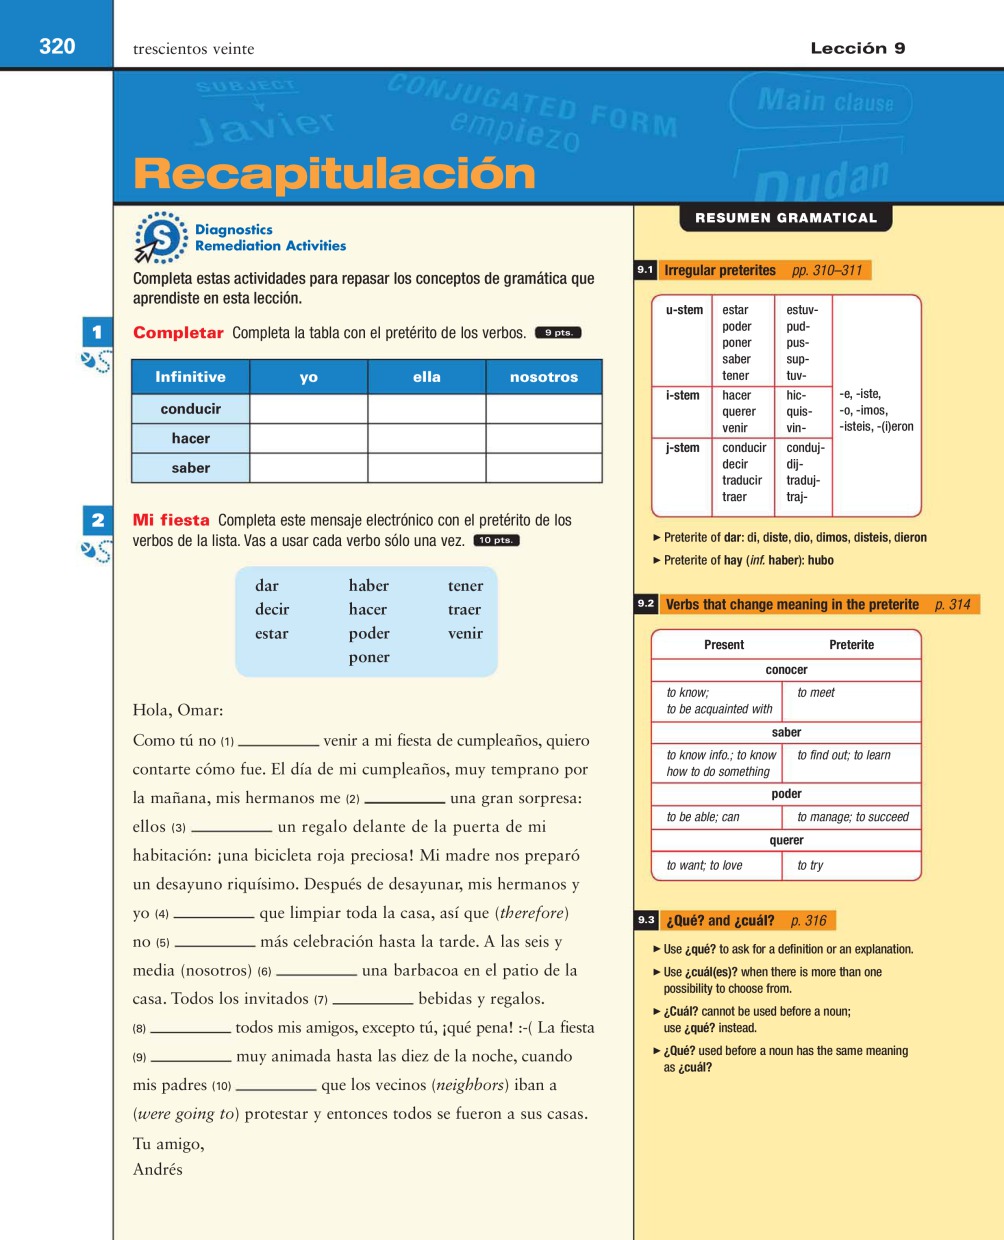 320
trescientos veinte
Lección 9
SUBJECT
Javier
CONJUGATED FORM
empiezo
Main clause
Dudan
Recapitulación
S
Diagnostics
Remediation Activities
Completa estas actividades para repasar los conceptos de gramática que
aprendiste en esta lección.
1
Completar Completa la tabla con el pretérito de los verbos. 9 pts.
Infinitive yo ella nosotros
conducir
hacer
saber
2
Mi fiesta Completa este mensaje electrónico con el pretérito de los
verbos de la lista. Vas a usar cada verbo sólo una vez. 10 pts.
dar haber tener
decir hacer traer
estar poder venir
poner
Hola, Omar:
Como tú no (1) __________ venir a mi fiesta de cumpleaños, quiero
contarte cómo fue. El día de mi cumpleaños, muy temprano por
la mañana, mis hermanos me (2) __________ una gran sorpresa:
ellos (3) __________ un regalo delante de la puerta de mi
habitación: ¡una bicicleta roja preciosa! Mi madre nos preparó
un desayuno riquísimo. Después de desayunar, mis hermanos y
yo (4) __________ que limpiar toda la casa, así que (therefore)
no (5) __________ más celebración hasta la tarde. A las seis y
media (nosotros) (6) __________ una barbacoa en el patio de la
casa. Todos los invitados (7) __________ bebidas y regalos.
(8) __________ todos mis amigos, excepto tú, ¡qué pena! :-( La fiesta
(9) __________ muy animada hasta las diez de la noche, cuando
mis padres (10) __________ que los vecinos (neighbors) iban a
(were going to) protestar y entonces todos se fueron a sus casas.
Tu amigo,
Andrés
RESUMEN GRAMATICAL
9.1 Irregular preterites pp. 310–311
u-stem estar estuv-
poder pud-
poner pus-
saber sup-
tener tuv-
i-stem hacer hic- -e, -iste,
querer quis- -o, -imos,
venir vin- -isteis, -(i)eron
j-stem conducir conduj-
decir dij-
traducir traduj-
traer traj-
► Preterite of dar: di, diste, dio, dimos, disteis, dieron
► Preterite of hay (inf. haber): hubo
9.2 Verbs that change meaning in the preterite p. 314
Present Preterite
conocer
to know; to meet
to be acquainted with
saber
to know info.; to know to find out; to learn
how to do something
poder
to be able; can to manage; to succeed
querer
to want; to love to try
9.3 ¿Qué? and ¿cuál? p. 316
► Use ¿qué? to ask for a definition or an explanation.
► Use ¿cuál(es)? when there is more than one
possibility to choose from.
► ¿Cuál? cannot be used before a noun;
use ¿qué? instead.
► ¿Qué? used before a noun has the same meaning
as ¿cuál?